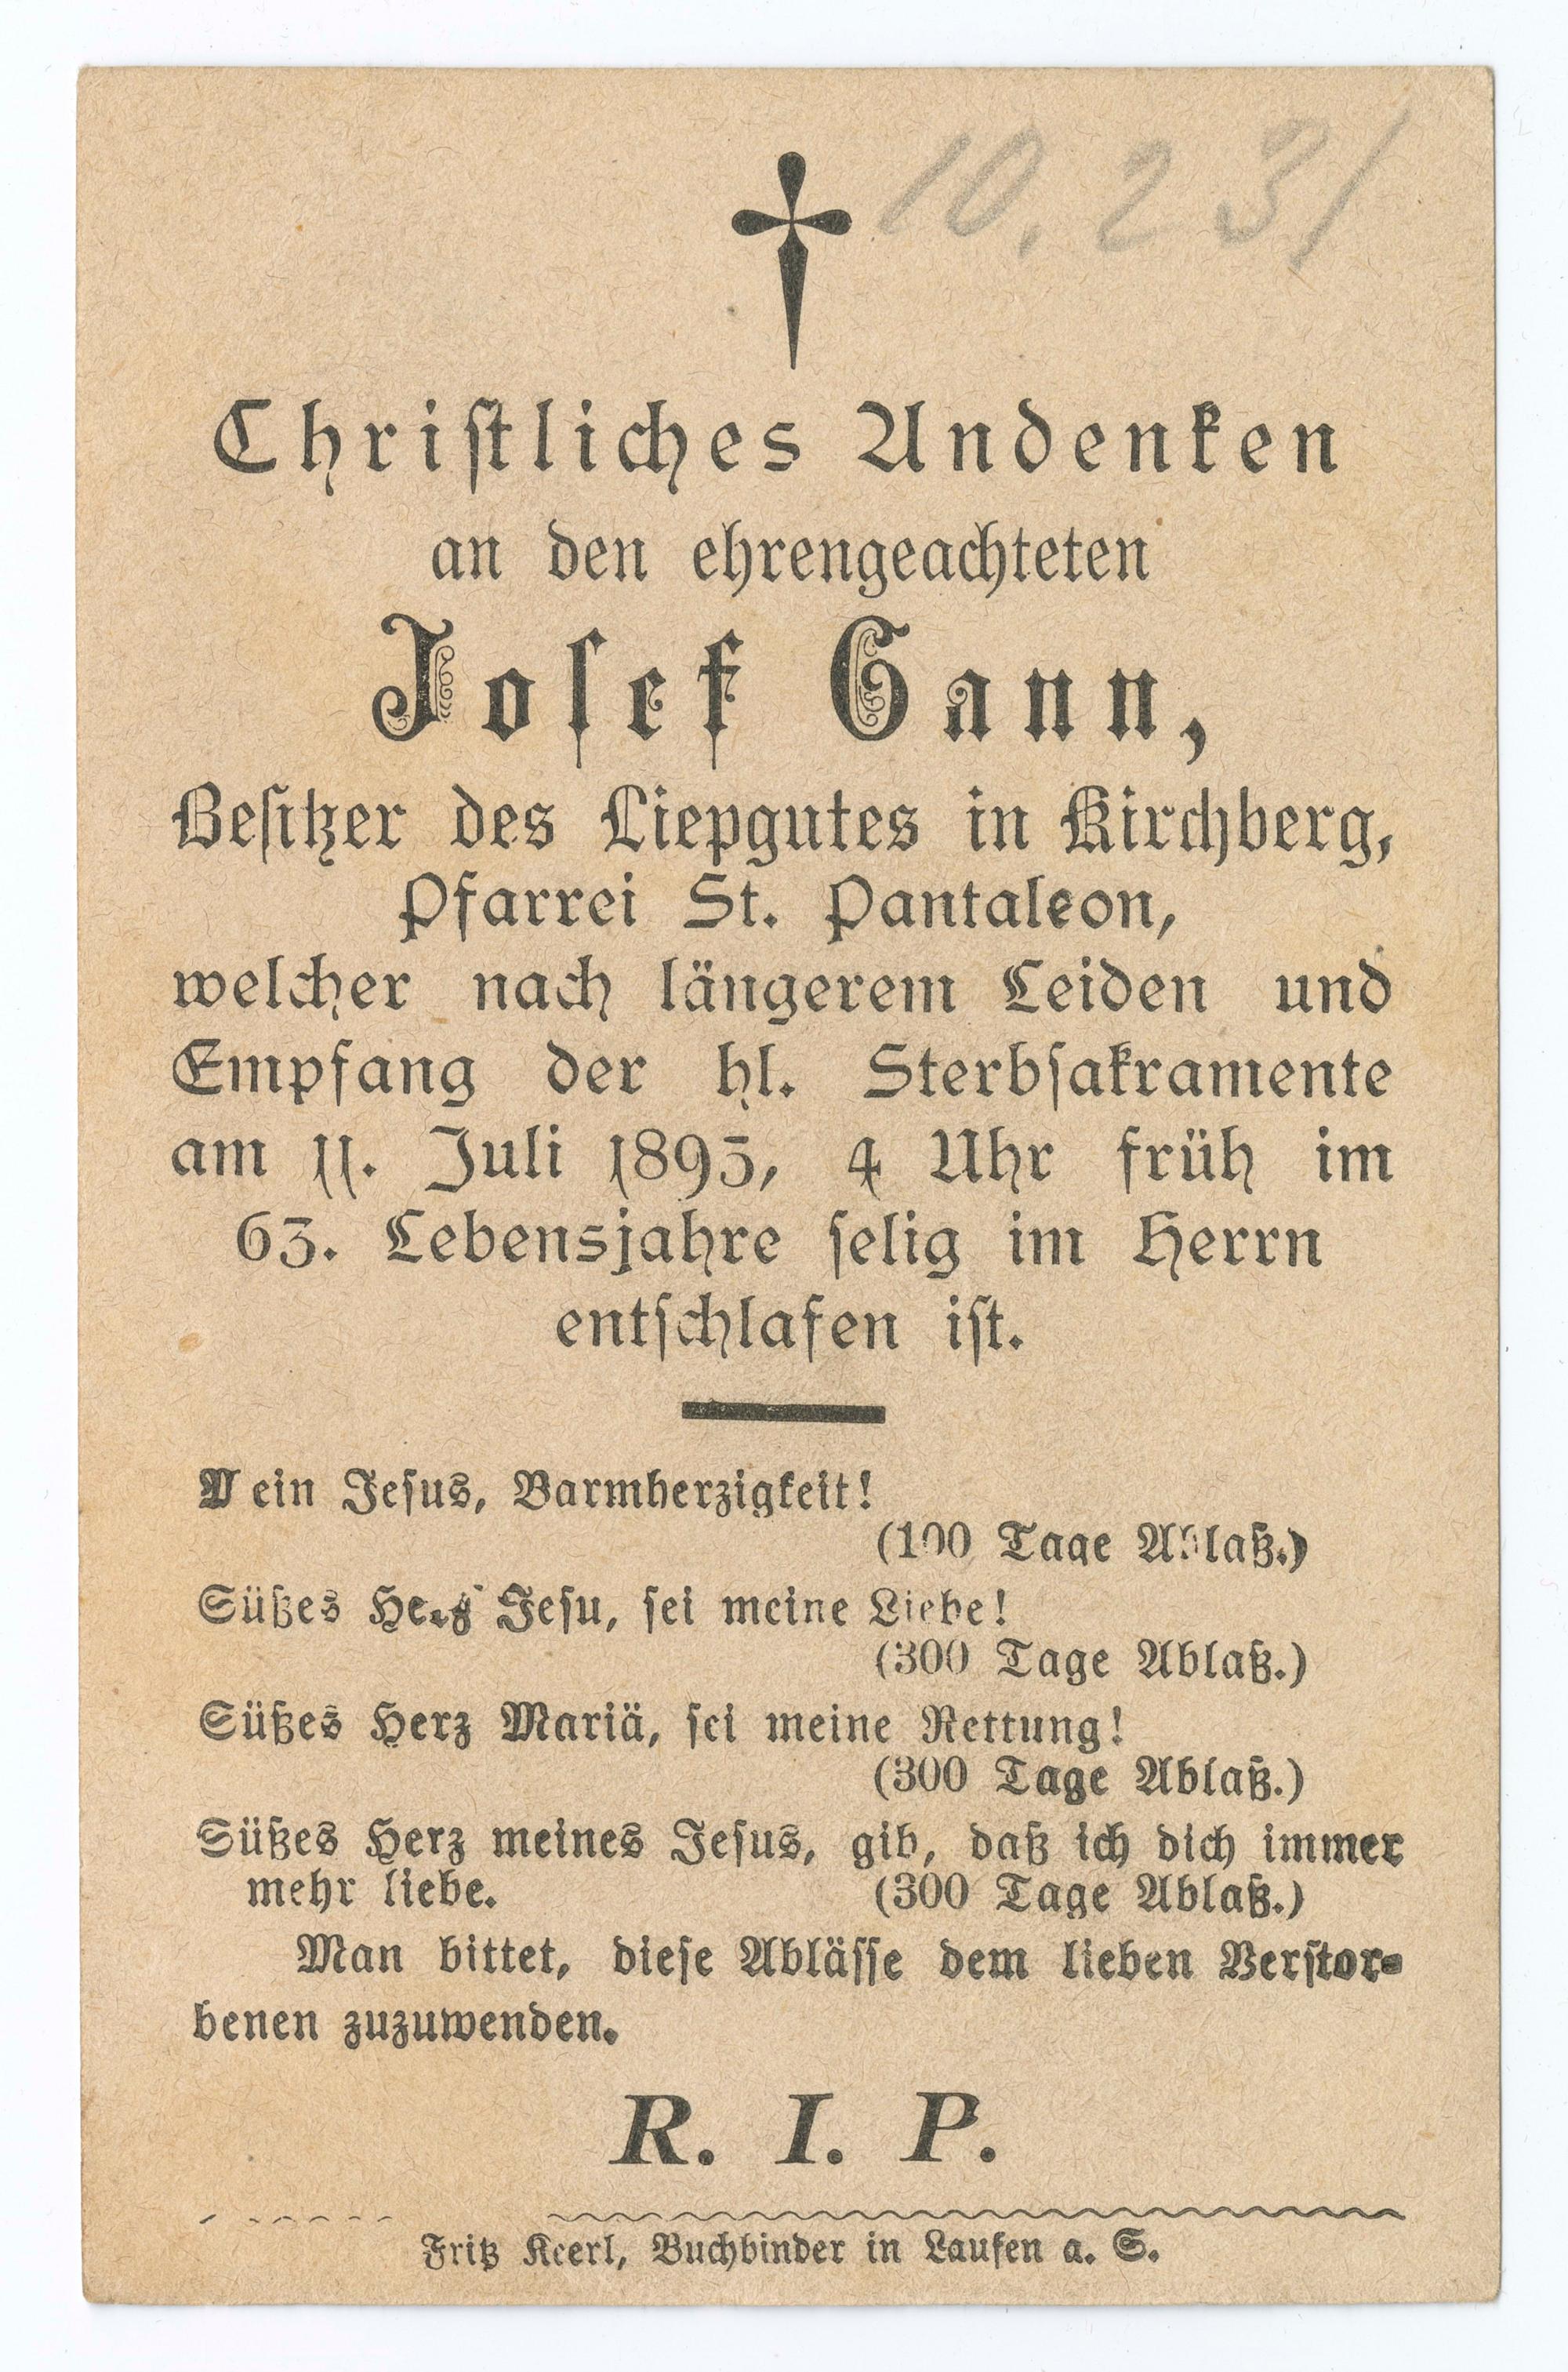 10. 2 31
Christliches Andenken
an den ehrengeachteten
Josef Gann,
Besitzer des Liepgutes in Kirchberg,
Pfarrei St. Pantaleon,
welcher nach längerem Leiden und
Empfang der hl. Sterbsakramente
am 11. Juli 1895, 4 Uhr früh im
63. Lebensjahre selig im Herrn
entschlafen ist.
Mein Jesus, Barmherzigkeit!
(100 Tage Ablaß.)
Süßes Herz Jesu, sei meine Liebe!
(300 Tage Ablaß.)
Süßes Herz Mariä, sei meine Rettung!
(300 Tage Ablaß.)
Süßes Herz meines Jesus, gib, daß ich dich immer
mehr liebe. (300 Tage Ablaß.)
Man bittet, diese Ablässe dem lieben Verstor-
benen zuzuwenden.
R. I. P.
Fritz Keerl, Buchbinder in Laufen a. S.